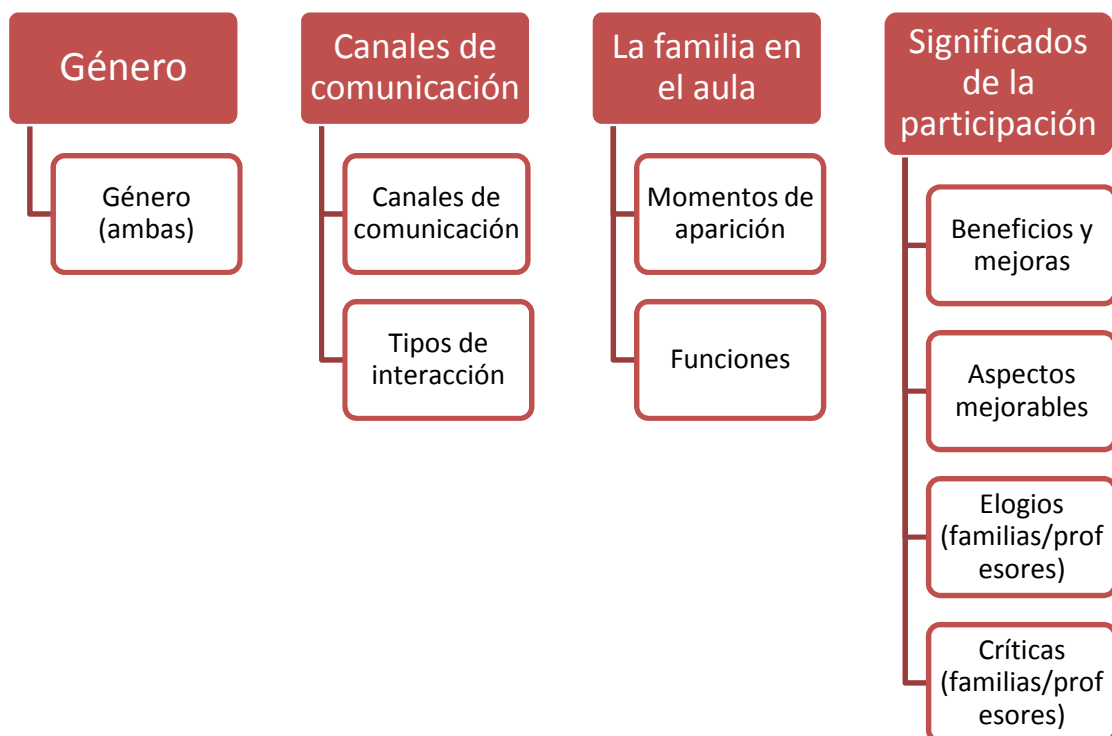 Género
Género
(ambas)
Canales de
comunicación
Canales de
comunicación
Tipos de
interacción
La familia en
el aula
Momentos de
aparición
Funciones
Significados
de la
participación
Beneficios y
mejoras
Aspectos
mejorables
Elogios
(familias/prof
esores)
Críticas
(familias/prof
esores)